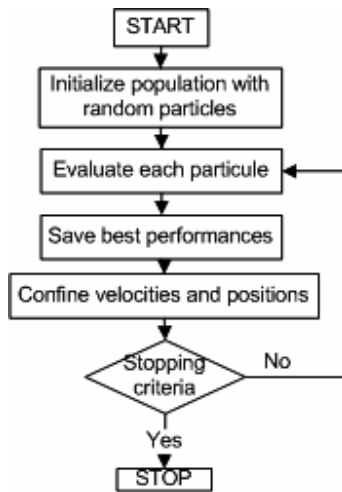 START
Initialize population with
random particles
Evaluate each particule
Save best performances
Confine velocities and positions
Stopping
criteria
No
Yes
STOP